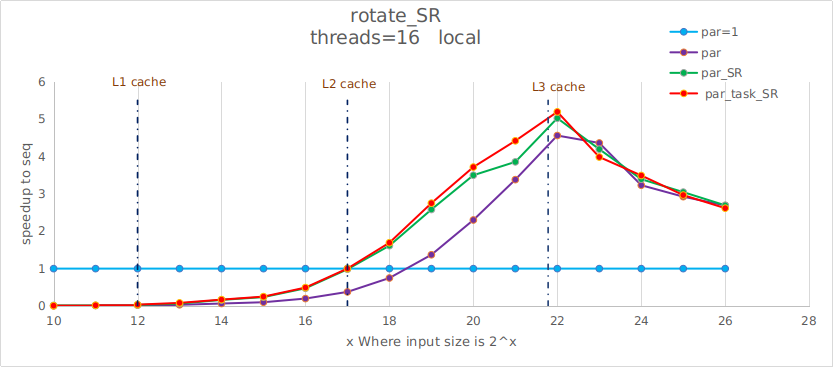 rotate_SR
threads=16 local
par=1
par
par_SR
par_task_SR
L1 cache
L2 cache
L3 cache
speedup to seq
6
5
4
3
2
1
0
10 12 14 16 18 20 22 24 26 28
x Where input size is 2^x